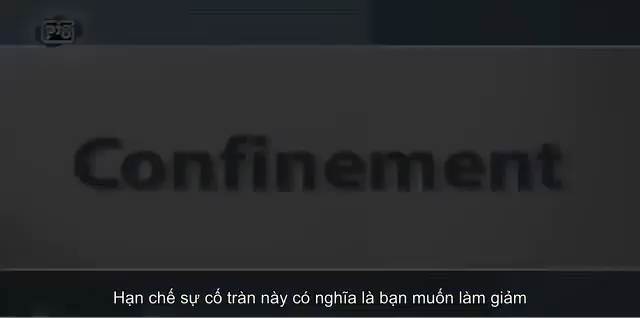 Confinement
Hạn chế sự cố tràn này có nghĩa là bạn muốn làm giảm